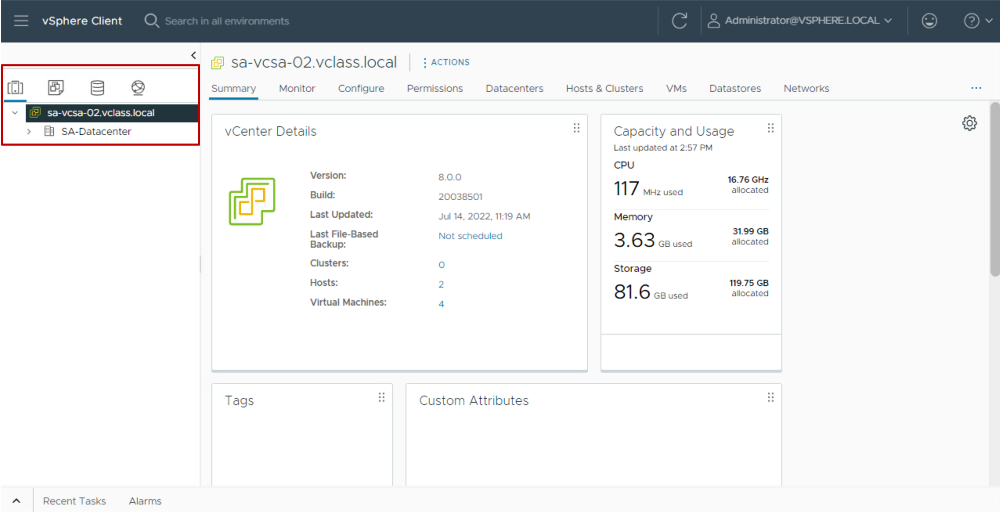 vSphere Client
Search in all environments
Administrator@VSPHERE.LOCAL
sa-vcsa-02.vclass.local
SA-Datacenter
sa-vcsa-02.vclass.local
ACTIONS
Summary Monitor Configure Permissions Datacenters Hosts & Clusters VMs Datastores Networks
vCenter Details
Version: 8.0.0
Build: 20038501
Last Updated: Jul 14, 2022, 11:19 AM
Last File-Based Backup: Not scheduled
Clusters: 0
Hosts: 2
Virtual Machines: 4
Capacity and Usage
Last updated at 2:57 PM
CPU
117 MHz used 16.76 GHz allocated
Memory
3.63 GB used 31.99 GB allocated
Storage
81.6 GB used 119.75 GB allocated
Tags
Custom Attributes
Recent Tasks Alarms